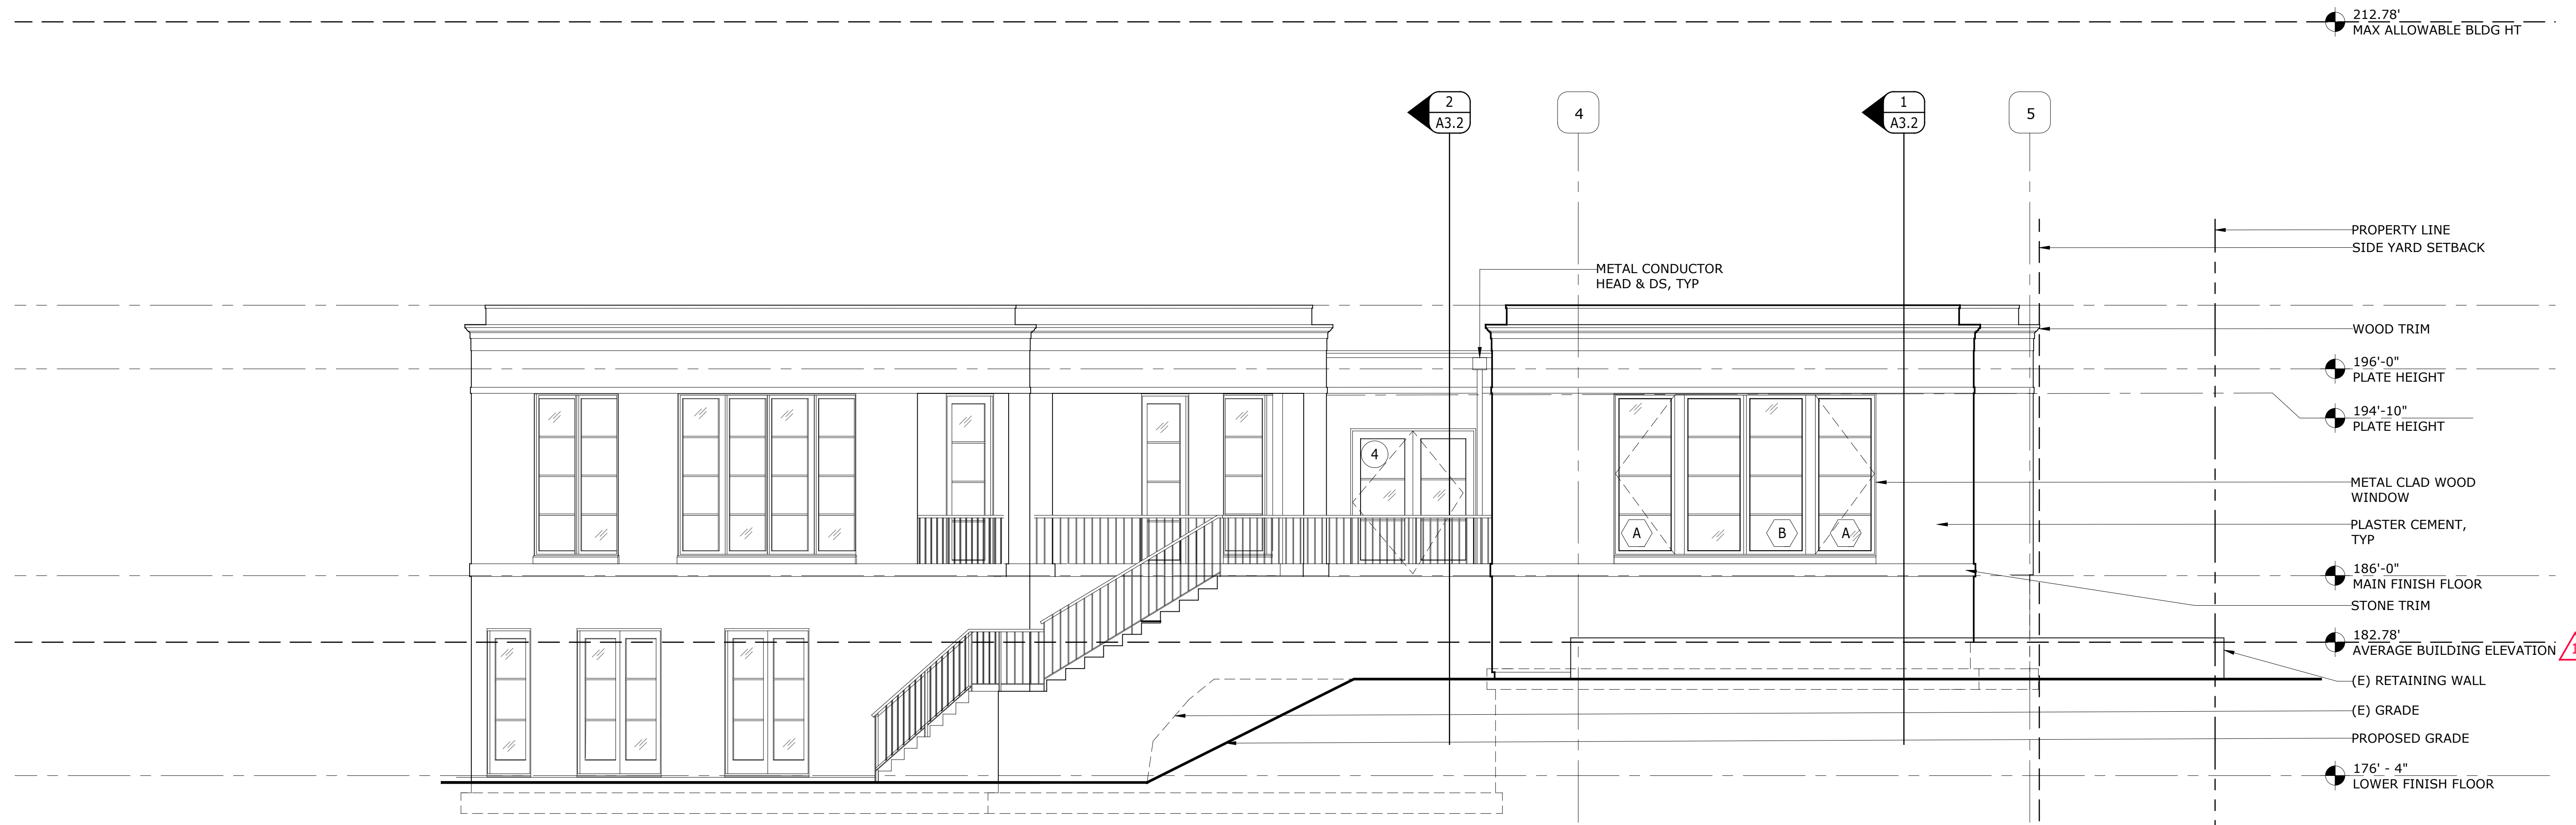 212.78'
MAX ALLOWABLE BLDG HT
2
A3.2
4
1
A3.2
5
PROPERTY LINE
SIDE YARD SETBACK
METAL CONDUCTOR
HEAD & DS, TYP
WOOD TRIM
196'-0"
PLATE HEIGHT
194'-10"
PLATE HEIGHT
4
METAL CLAD WOOD
WINDOW
A
B
A
PLASTER CEMENT,
TYP
186'-0"
MAIN FINISH FLOOR
STONE TRIM
182.78'
AVERAGE BUILDING ELEVATION
1
(E) RETAINING WALL
(E) GRADE
PROPOSED GRADE
176' - 4"
LOWER FINISH FLOOR